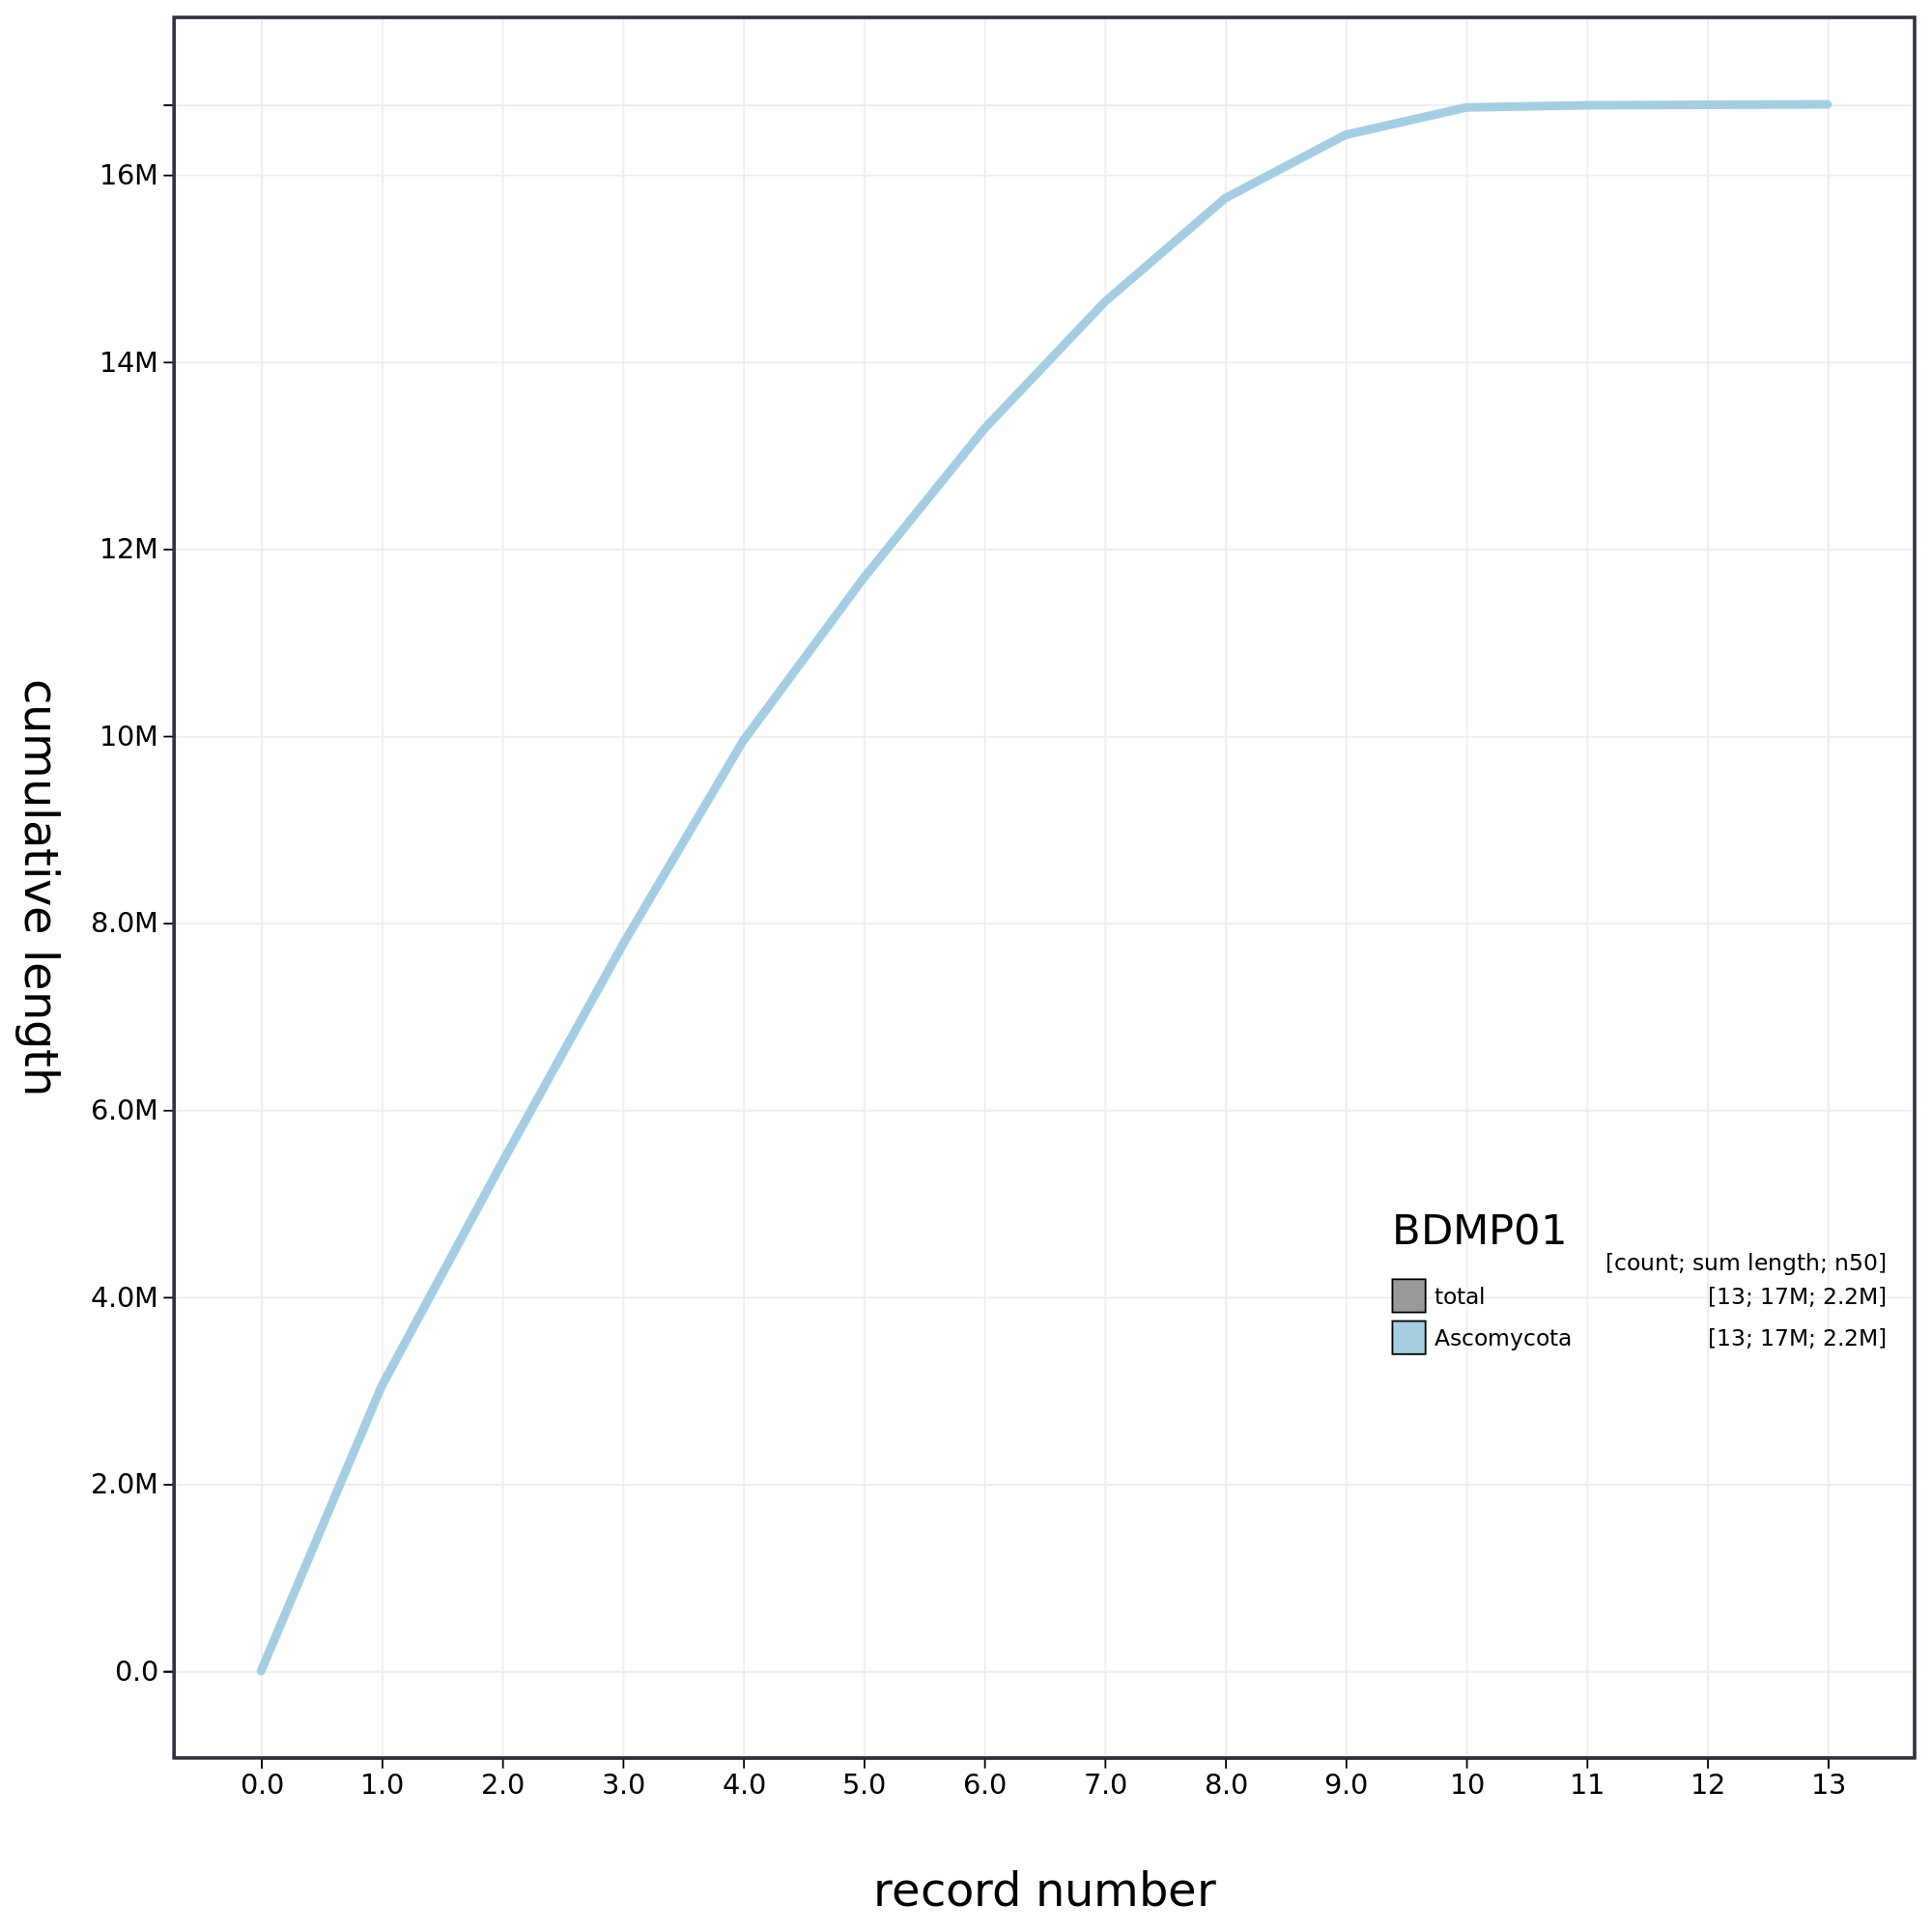 cumulative length
16M
14M
12M
10M
8.0M
6.0M
4.0M
2.0M
0.0
BDMP01
[count; sum length; n50]
total [13; 17M; 2.2M]
Ascomycota [13; 17M; 2.2M]
0.0 1.0 2.0 3.0 4.0 5.0 6.0 7.0 8.0 9.0 10 11 12 13
record number